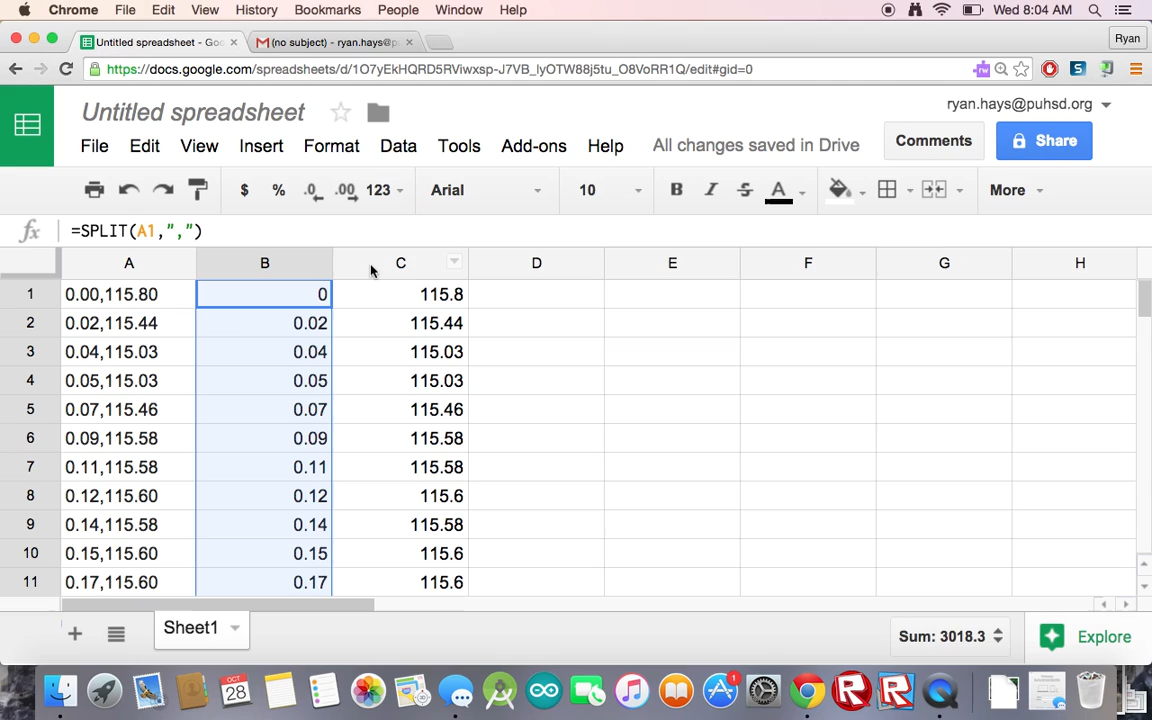 Chrome File Edit View History Bookmarks People Window Help Wed 8:04 AM
Untitled spreadsheet - Goo (no subject) - ryan.hays@p Ryan
https://docs.google.com/spreadsheets/d/1O7yEkHQRD5RViwxsp-J7VB_lyOTW88j5tu_O8VoRR1Q/edit#gid=0
Untitled spreadsheet ryan.hays@puhsd.org
File Edit View Insert Format Data Tools Add-ons Help All changes saved in Drive Comments Share
$ % .0 .00 123 Arial 10 B I S A More
fx =SPLIT(A1,",")
A B C D E F G H
1 0.00,115.80 0 115.8
2 0.02,115.44 0.02 115.44
3 0.04,115.03 0.04 115.03
4 0.05,115.03 0.05 115.03
5 0.07,115.46 0.07 115.46
6 0.09,115.58 0.09 115.58
7 0.11,115.58 0.11 115.58
8 0.12,115.60 0.12 115.6
9 0.14,115.58 0.14 115.58
10 0.15,115.60 0.15 115.6
11 0.17,115.60 0.17 115.6
Sheet1 Sum: 3018.3 Explore
OCT
28 1